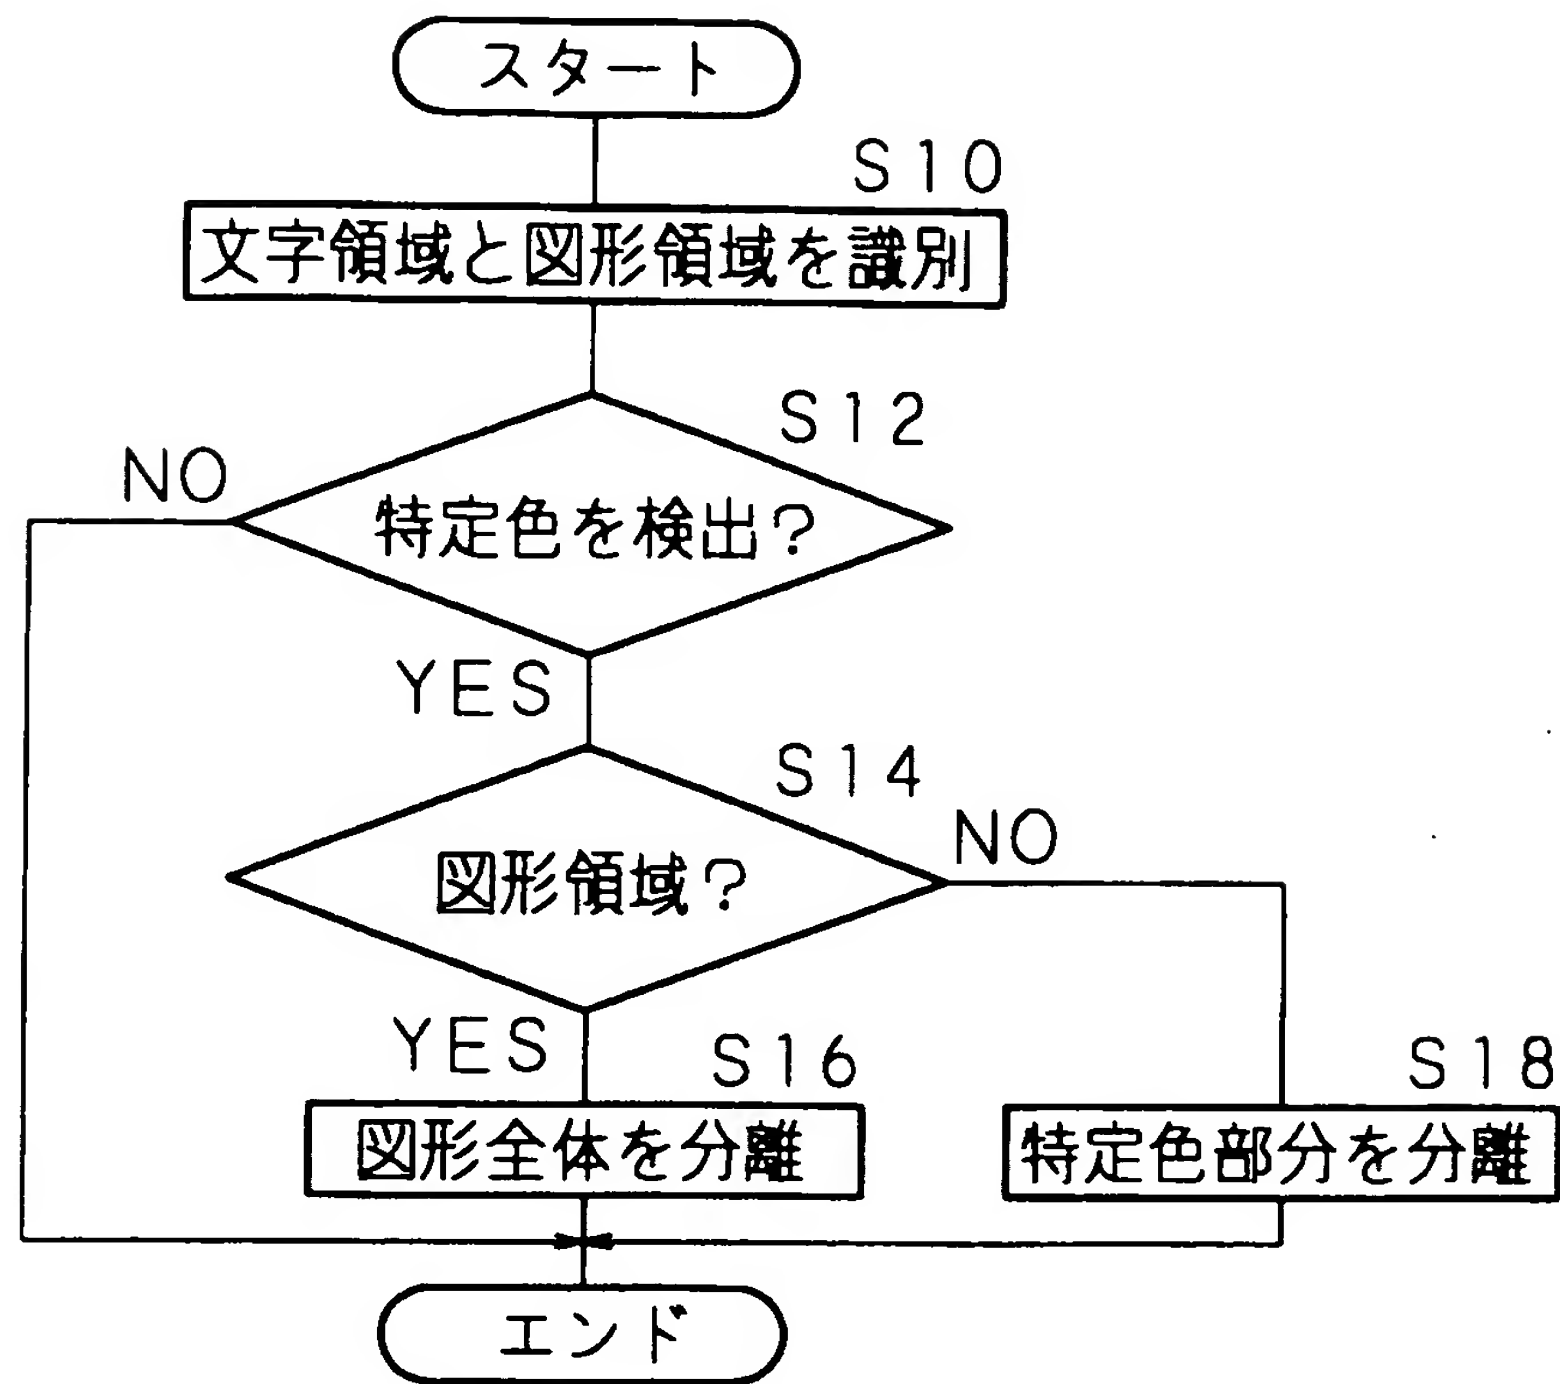 スタート
S10
文字領域と図形領域を識別
S12
NO
特定色を検出?
YES
S14
NO
図形領域?
YES
S16
S18
図形全体を分離
特定色部分を分離
エンド